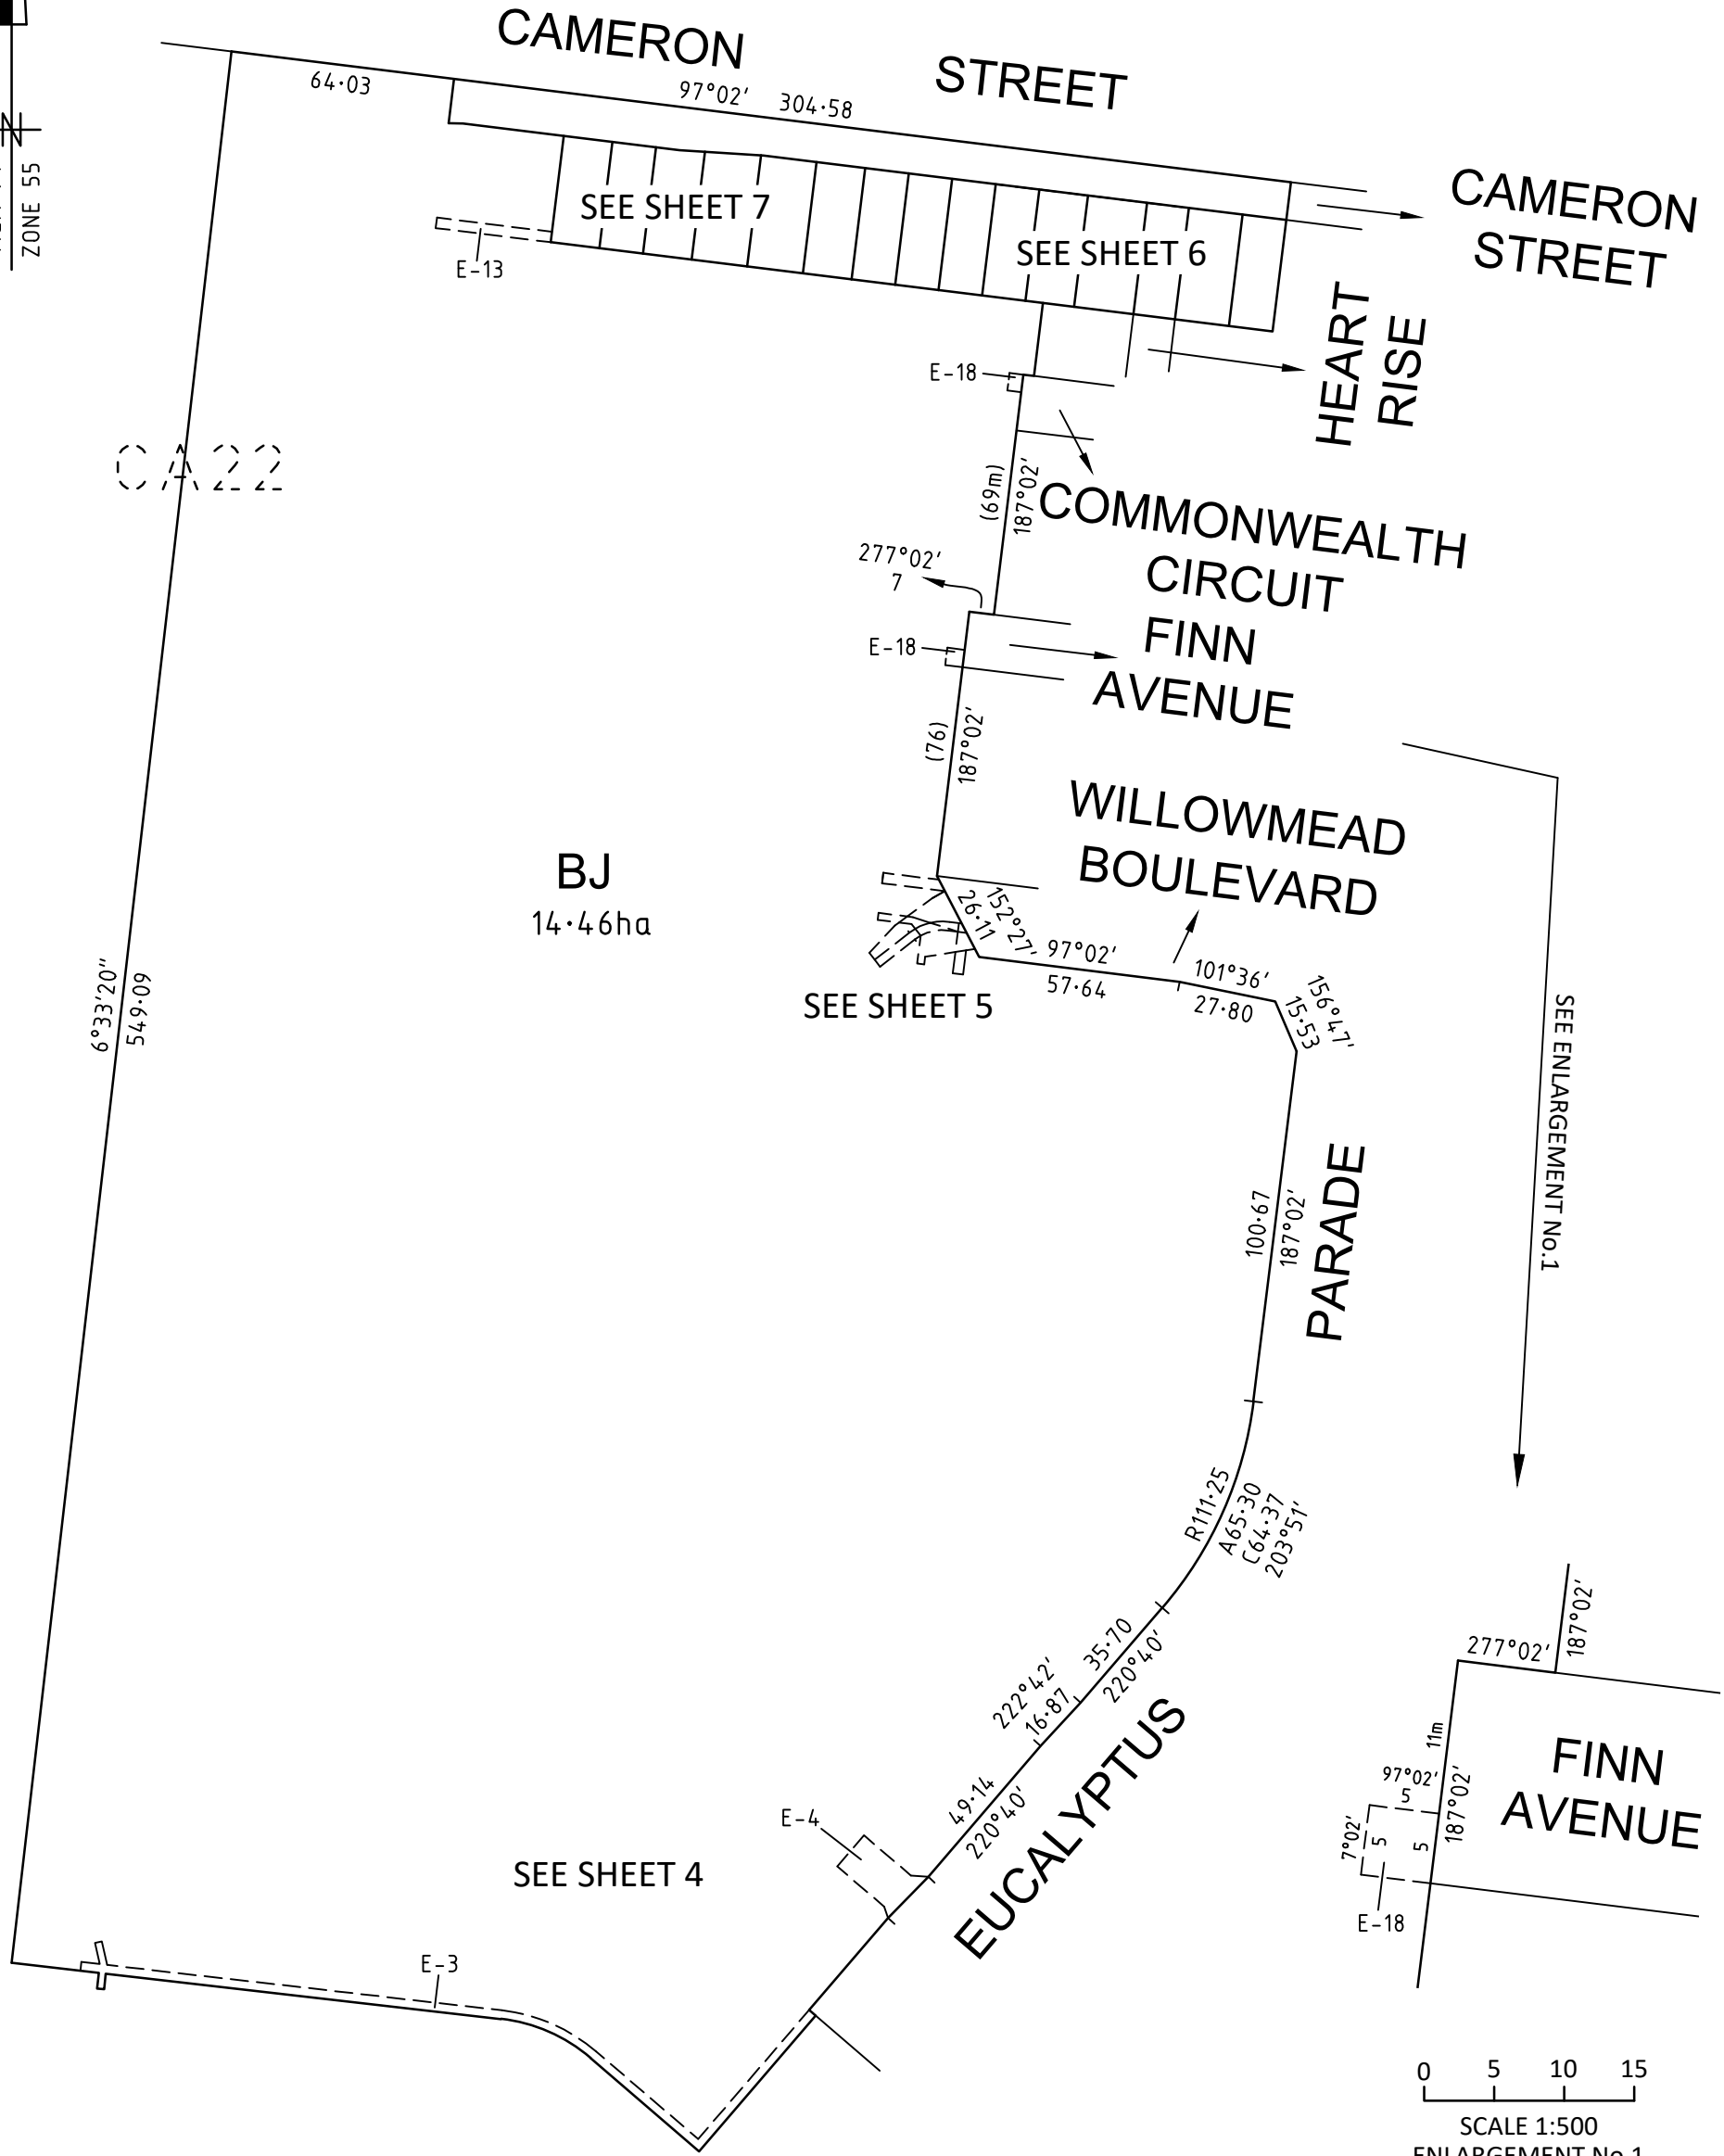 CAMERON
STREET
64·03
97°02' 304·58
ZONE 55
CAMERON
STREET
SEE SHEET 7
SEE SHEET 6
E-13
HEART
RISE
E-18
CA22
(69m)
187°02'
COMMONWEALTH
CIRCUIT
277°02'
7
FINN
AVENUE
E-18
(76)
187°02'
WILLOWMEAD
BOULEVARD
BJ
14·46ha
152°27'
26·11
97°02'
57·64
101°36'
27·80
156°47'
15·53
SEE SHEET 5
6°33'20"
549·09
SEE ENLARGEMENT No.1
100·67
187°02'
PARADE
R111·25
A65·30
C64·37
203°51'
35·70
220°40'
222°42'
16·87
49·14
220°40'
EUCALYPTUS
E-4
SEE SHEET 4
E-3
187°02'
277°02'
11m
FINN
AVENUE
97°02'
5
187°02'
7°02'
5
5
E-18
0 5 10 15
SCALE 1:500
ENLARGEMENT No.1